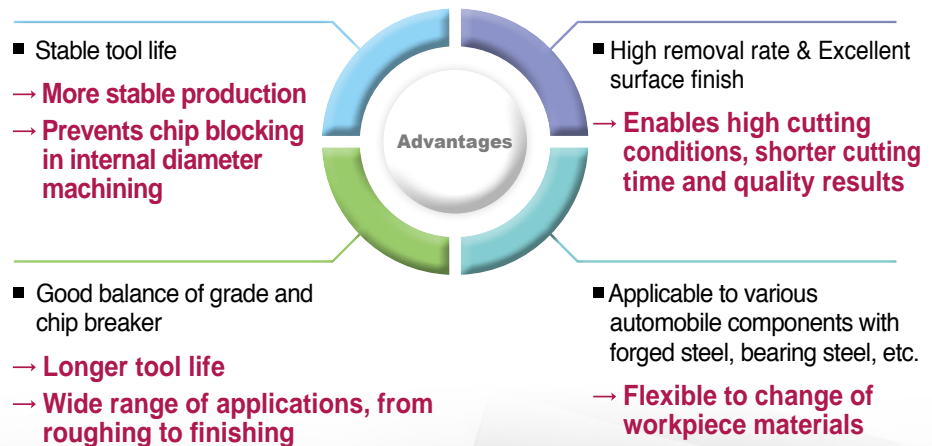 ■ Stable tool life
→ More stable production
→ Prevents chip blocking
in internal diameter
machining
Advantages
■ High removal rate & Excellent
surface finish
→ Enables high cutting
conditions, shorter cutting
time and quality results
■ Good balance of grade and
chip breaker
→ Longer tool life
→ Wide range of applications, from
roughing to finishing
■ Applicable to various
automobile components with
forged steel, bearing steel, etc.
→ Flexible to change of
workpiece materials